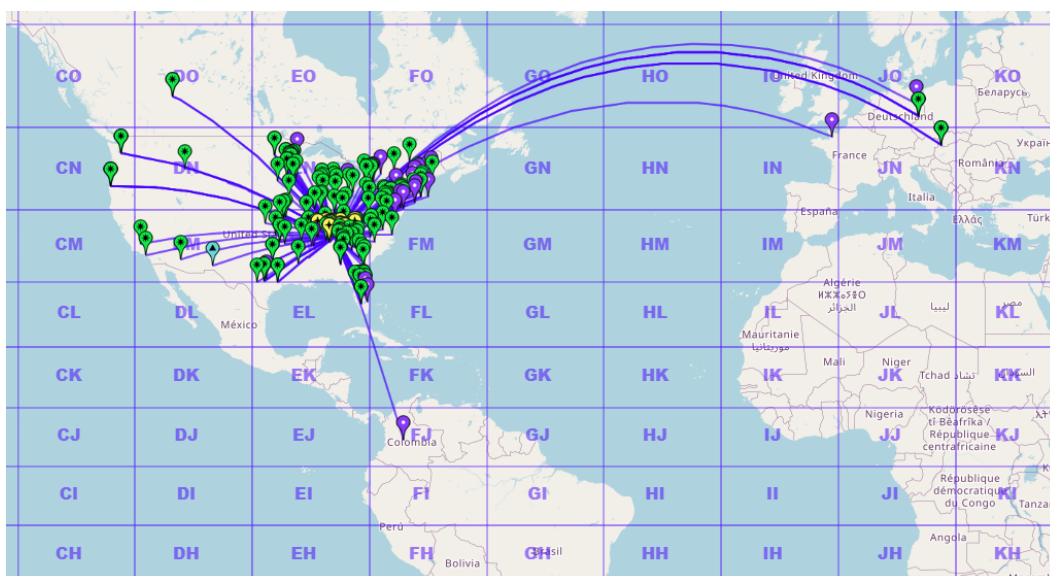 CO DO EO FO GO HO IO JO KO
United Kingdom
Беларусь
Deutschland
Україн
France
CN DN GN HN IN JN KN
România
Italia
España
Ελλάς
Türk
United
CM FM GM HM IM JM KM
Algérie
الجزائر
ليبيا
مصر
CL DL EL FL GL HL IL JL KL
México
Mauritanie
موريتانيا
Mali
Niger
CK DK EK FK GK HK IK JK KK
Tchad تشاد
السودان
Nigeria
Ködörösêse
tî Bêafrîka /
République
centrafricaine
CJ DJ EJ FJ GJ HJ IJ JJ KJ
Colombia
CI DI EI FI GI HI II JI KI
République
démocratique
du Congo
Tanzan
Perú
Angola
CH DH EH FH GH HH IH JH KH
Brasil
Bolivia